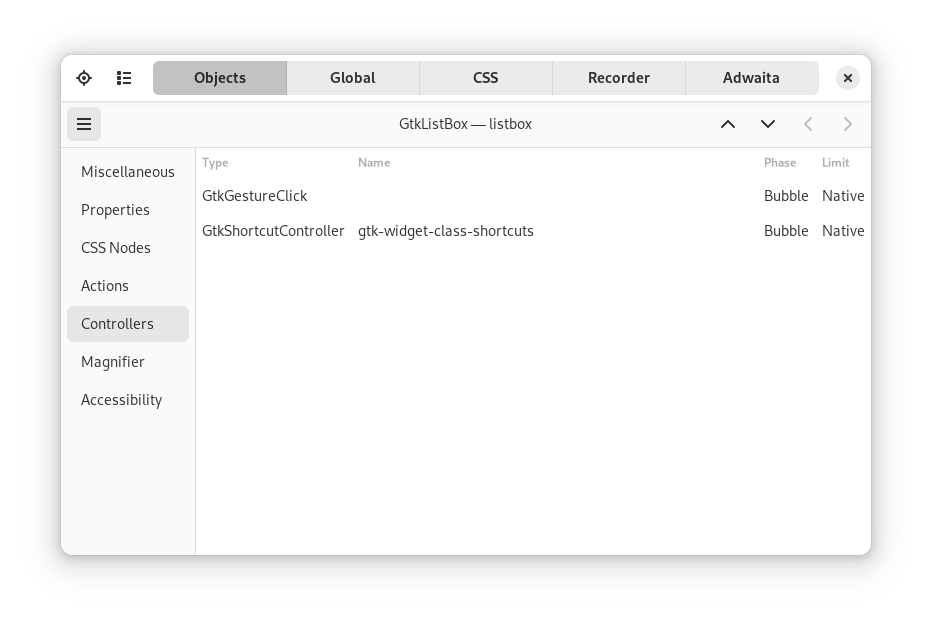 Objects Global CSS Recorder Adwaita
GtkListBox — listbox
Miscellaneous
Properties
CSS Nodes
Actions
Controllers
Magnifier
Accessibility
Type Name Phase Limit
GtkGestureClick Bubble Native
GtkShortcutController gtk-widget-class-shortcuts Bubble Native